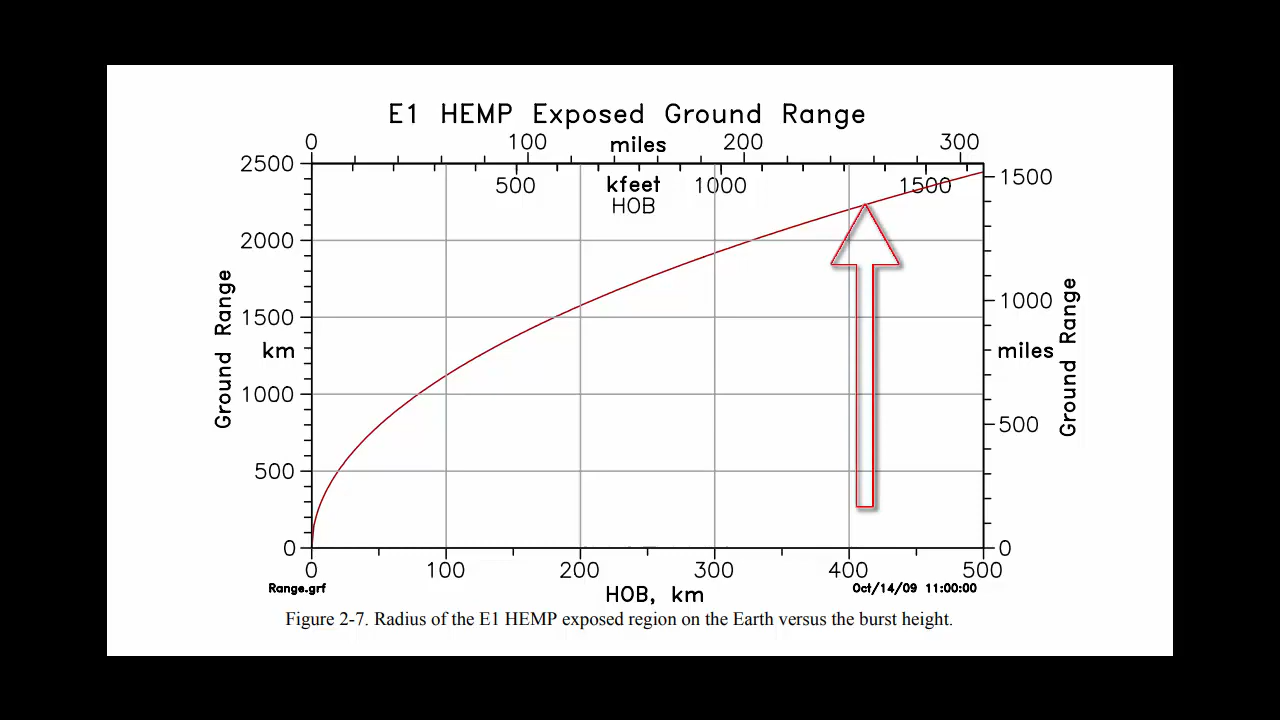 E1 HEMP Exposed Ground Range
0 100 miles 200 300
2500 500 kfeet 1000 1500 1500
HOB
2000
Ground Range
1500 1000
km miles
Ground Range
1000
500 500
0 0
0 100 200 300 400 500
Range.grf HOB, km Oct/14/09 11:00:00
Figure 2-7. Radius of the E1 HEMP exposed region on the Earth versus the burst height.